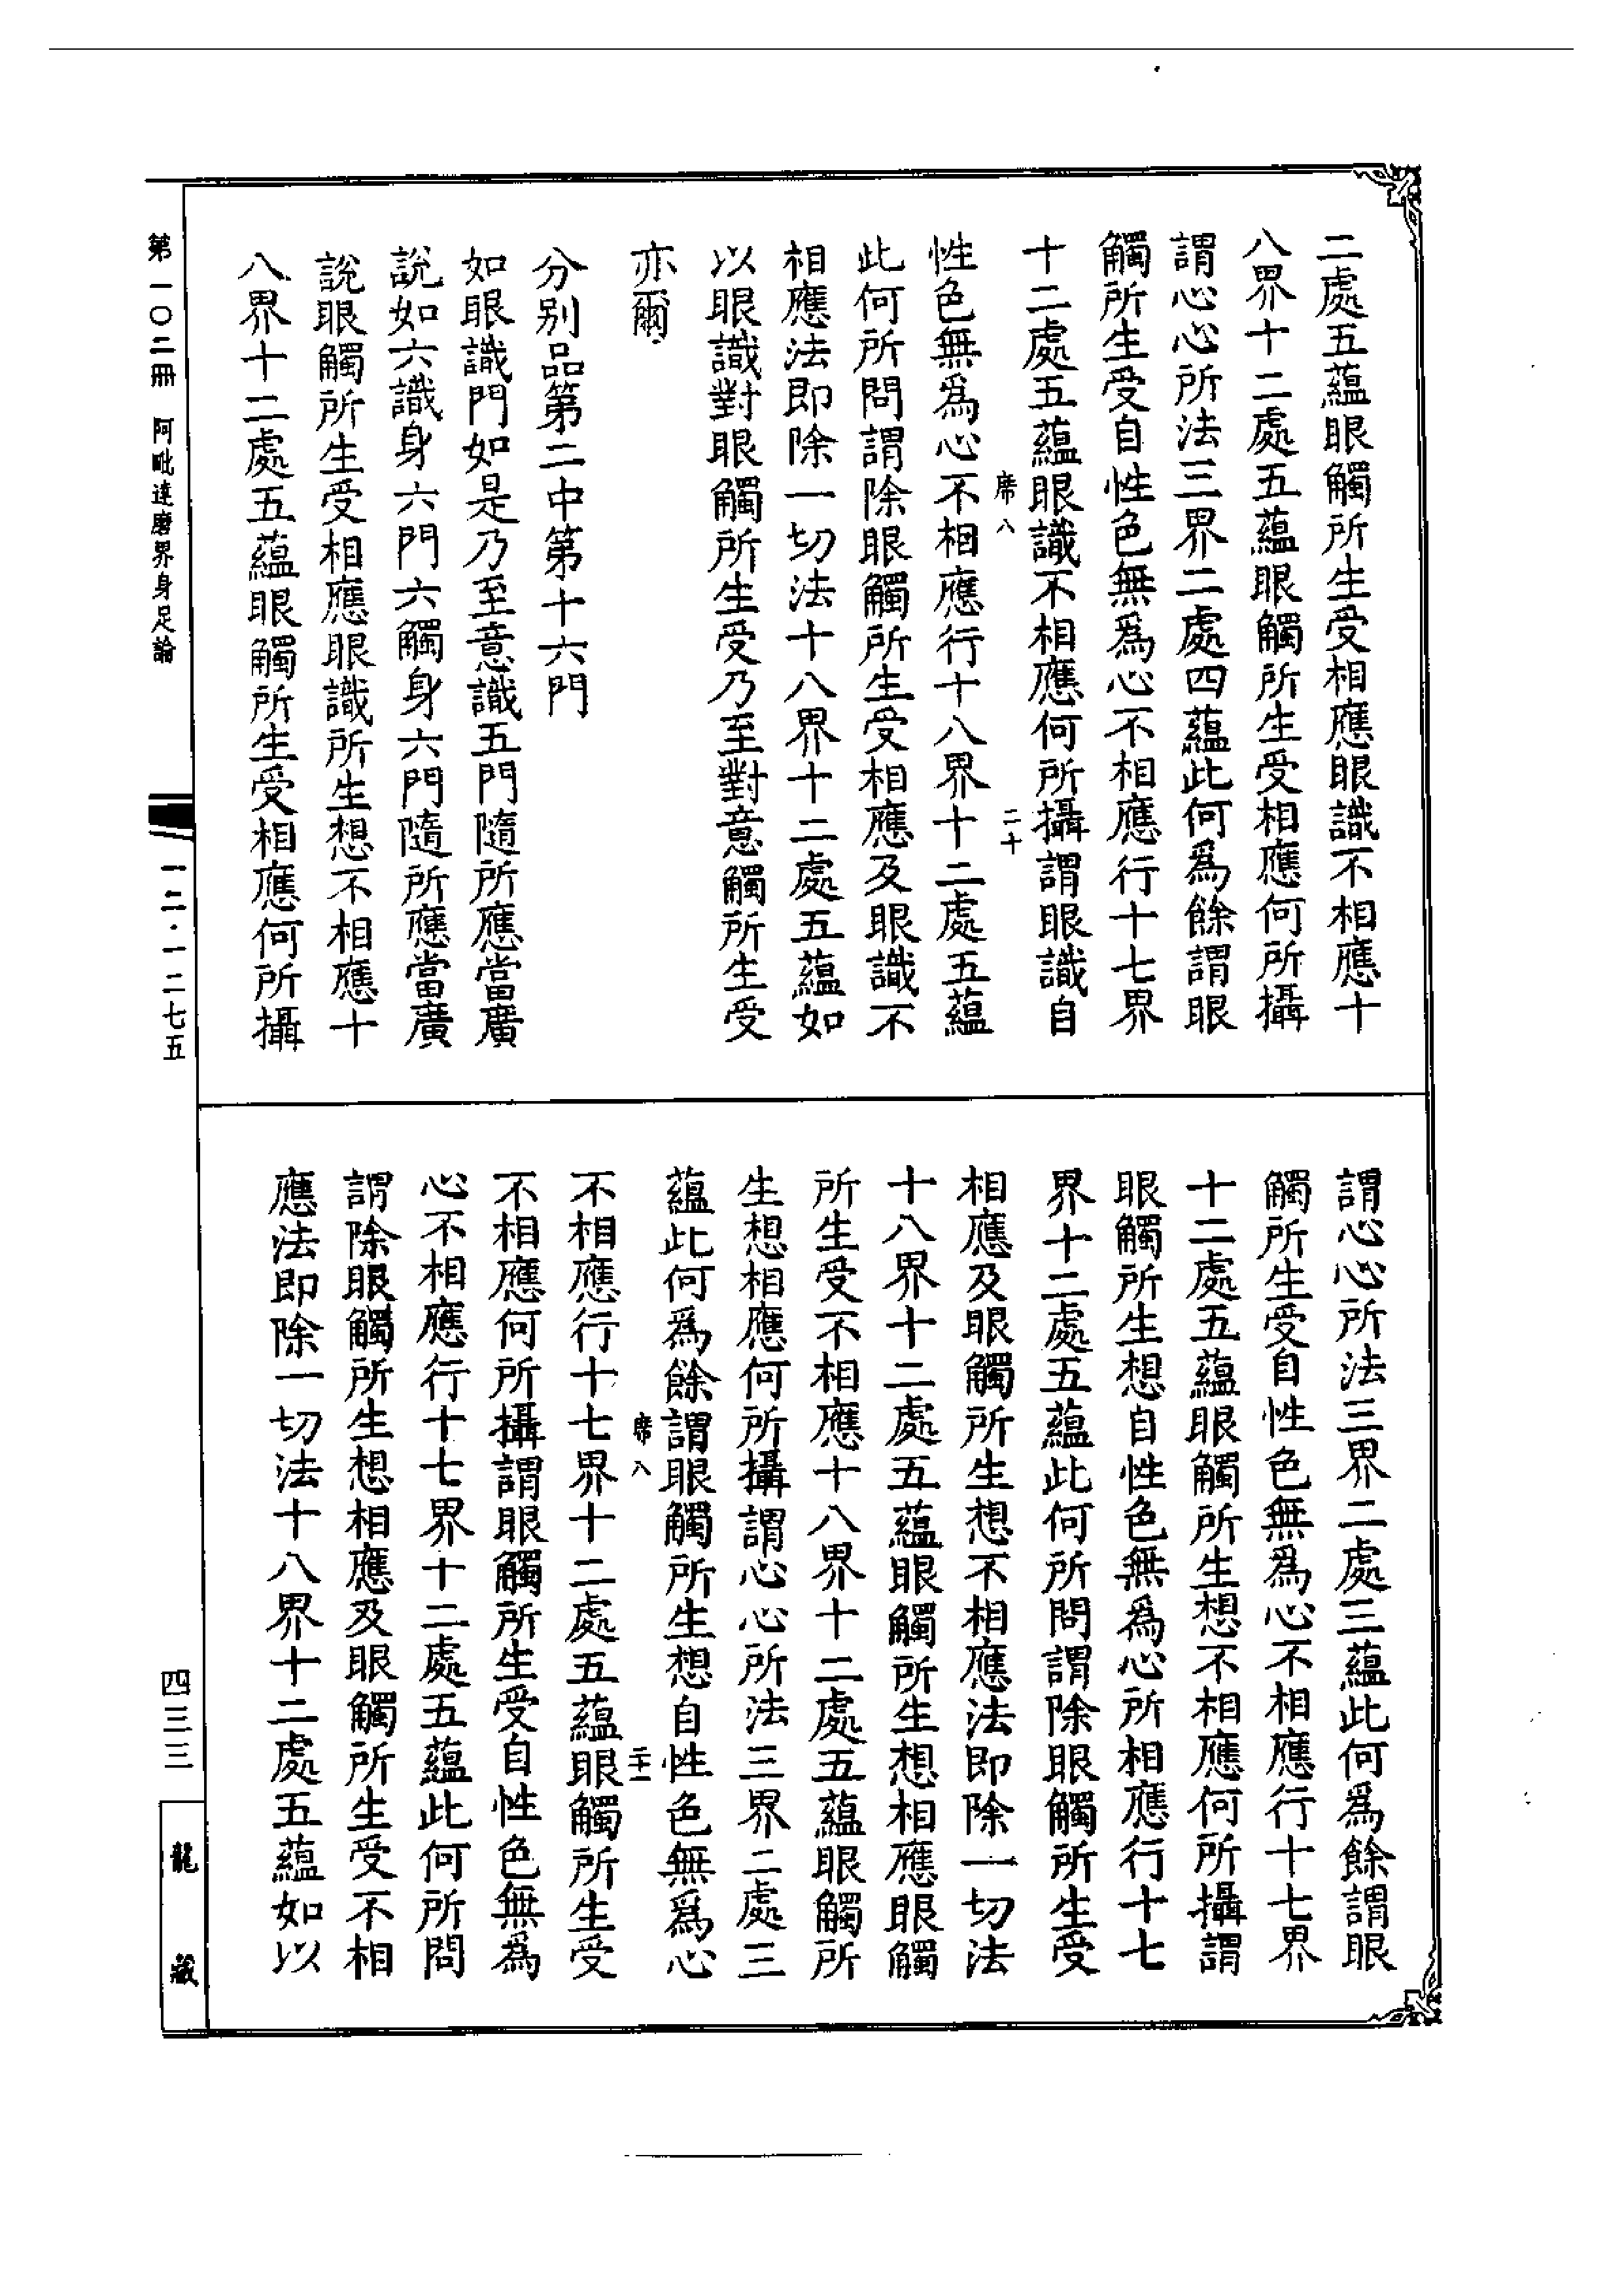 二處五蘊眼觸所生受相應眼識不相應十
八界十二處五蘊眼觸所生受相應何所攝
謂心心所法三界二處四蘊此何爲餘謂眼
觸所生受自性色無爲心不相應行十七界
十二處五蘊眼識不相應何所攝謂眼識自
席八 二十
性色無爲心不相應行十八界十二處五蘊
此何所問謂除眼觸所生受相應及眼識不
相應法即除一切法十八界十二處五蘊如
以眼識對眼觸所生受乃至對意觸所生受
亦爾
分别品第二中第十六門
如眼識門如是乃至意識五門隨所應當廣
說如六識身六門六觸身六門隨所應當廣
說眼觸所生受相應眼識所生想不相應十
八界十二處五蘊眼觸所生受相應何所攝
謂心心所法三界二處三蘊此何爲餘謂眼
觸所生受自性色無爲心不相應行十七界
十二處五蘊眼觸所生想不相應何所攝謂
眼觸所生想自性色無爲心所相應行十七
界十二處五蘊此何所問謂除眼觸所生受
相應及眼觸所生想不相應法即除一切法
十八界十二處五蘊眼觸所生想相應眼觸
所生受不相應十八界十二處五蘊眼觸所
生想相應何所攝謂心心所法三界二處三
蘊此何爲餘謂眼觸所生想自性色無爲心
席八 二十一
不相應行十七界十二處五蘊眼觸所生受
不相應何所攝謂眼觸所生受自性色無爲
心不相應行十七界十二處五蘊此何所問
謂除眼觸所生想相應及眼觸所生受不相
應法即除一切法十八界十二處五蘊如以
第一〇二冊 阿毗達磨界身足論
一二·一二七五
四三三
龍藏